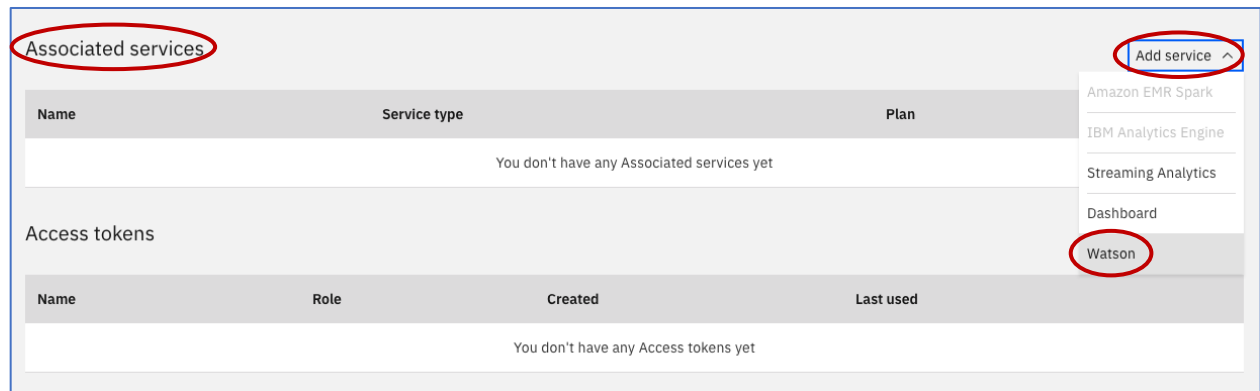 Associated services
Add service
Amazon EMR Spark
IBM Analytics Engine
Streaming Analytics
Dashboard
Watson
Name Service type Plan
You don't have any Associated services yet
Access tokens
Name Role Created Last used
You don't have any Access tokens yet